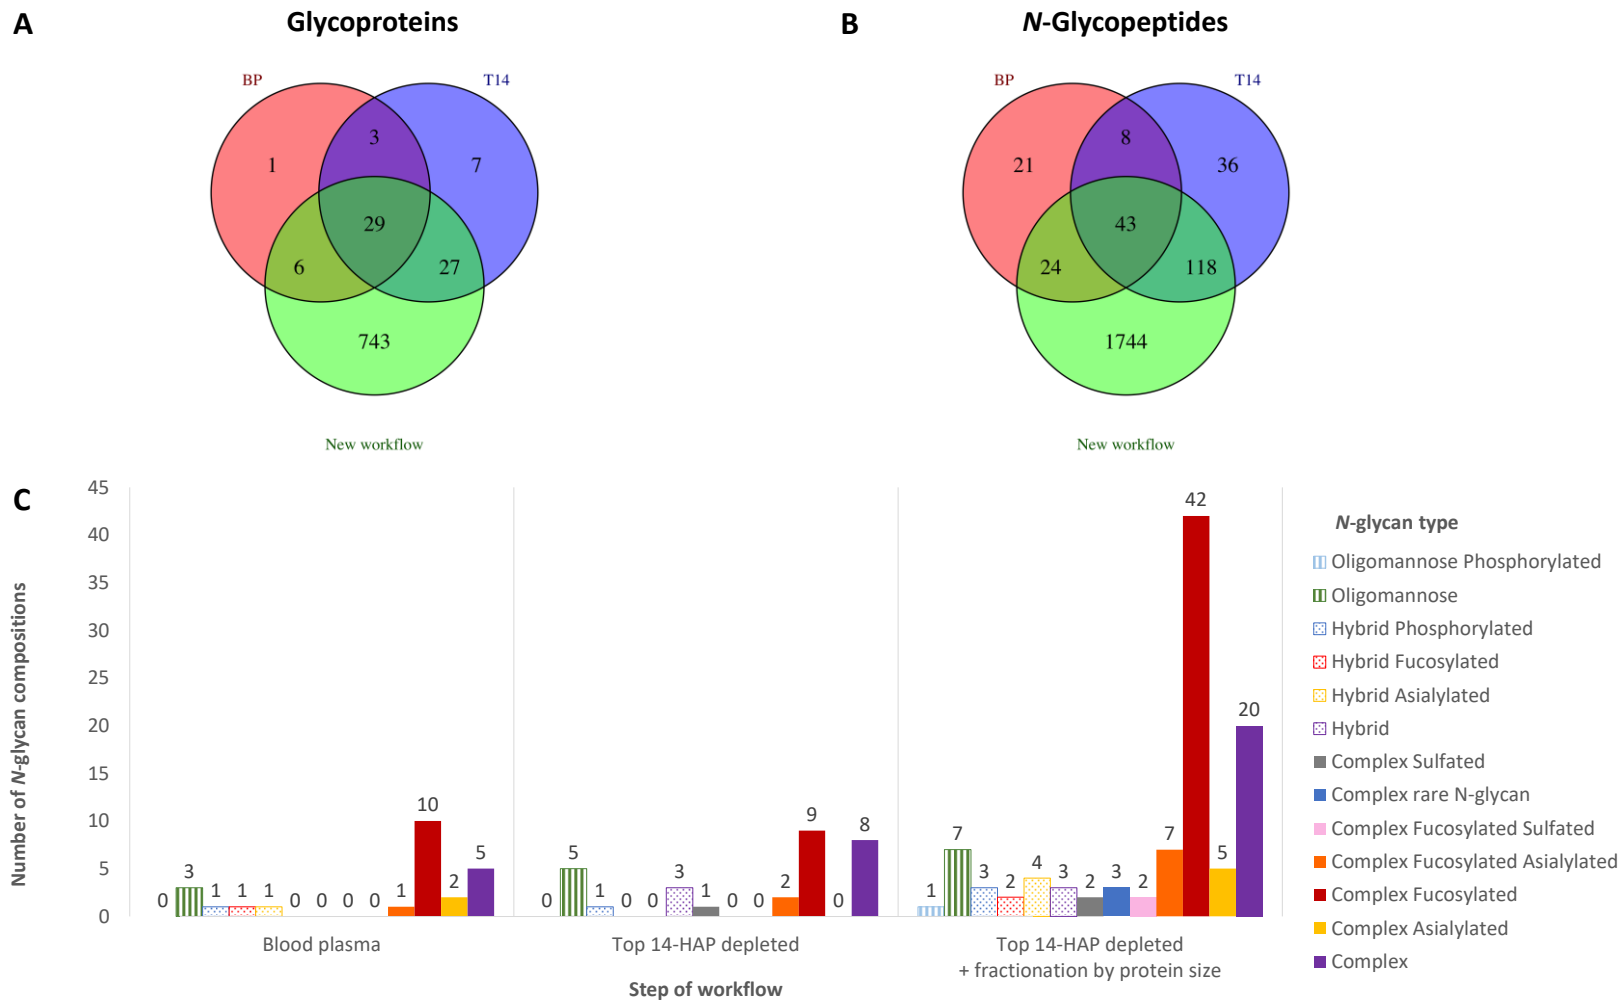 A
Glycoproteins
BP
T14
3
1
7
29
6
27
743
New workflow
B
N-Glycopeptides
BP
T14
8
21
36
43
24
118
1744
New workflow
C
Number of N-glycan compositions
45
40
35
30
25
20
15
10
5
0
0
3
1
1
1
0
0
0
0
1
10
2
5
0
5
1
0
0
3
1
0
0
2
9
0
8
1
7
3
2
4
3
2
3
2
7
42
5
20
Blood plasma
Top 14-HAP depleted
Top 14-HAP depleted
+ fractionation by protein size
Step of workflow
N-glycan type
Oligomannose Phosphorylated
Oligomannose
Hybrid Phosphorylated
Hybrid Fucosylated
Hybrid Asialylated
Hybrid
Complex Sulfated
Complex rare N-glycan
Complex Fucosylated Sulfated
Complex Fucosylated Asialylated
Complex Fucosylated
Complex Asialylated
Complex